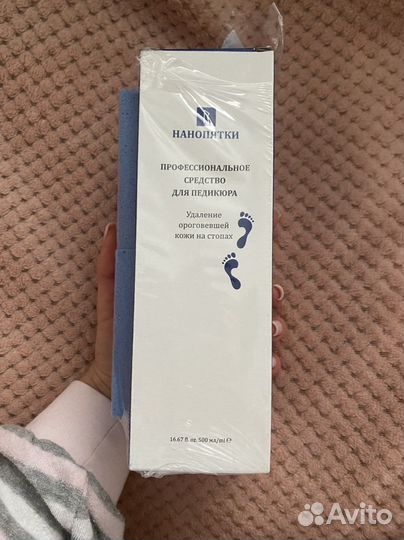 НАНОПЯТКИ
ПРОФЕССИОНАЛЬНОЕ
СРЕДСТВО
ДЛЯ ПЕДИКЮРА
Удаление
ороговевшей
кожи на стопах
16.67 fl. oz. 500 мл/ml C€
Avito